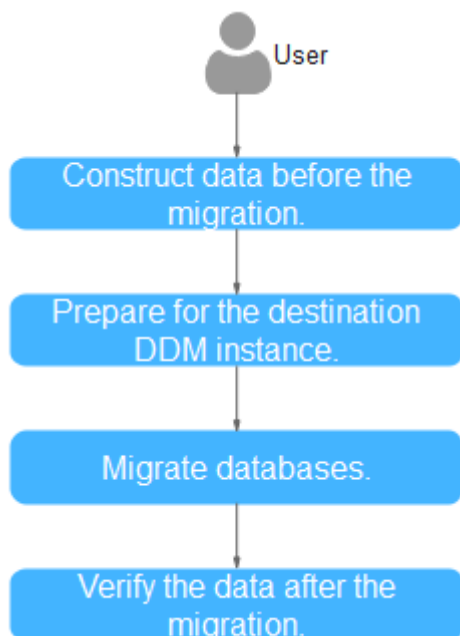 User
Construct data before the
migration.
Prepare for the destination
DDM instance.
Migrate databases.
Verify the data after the
migration.